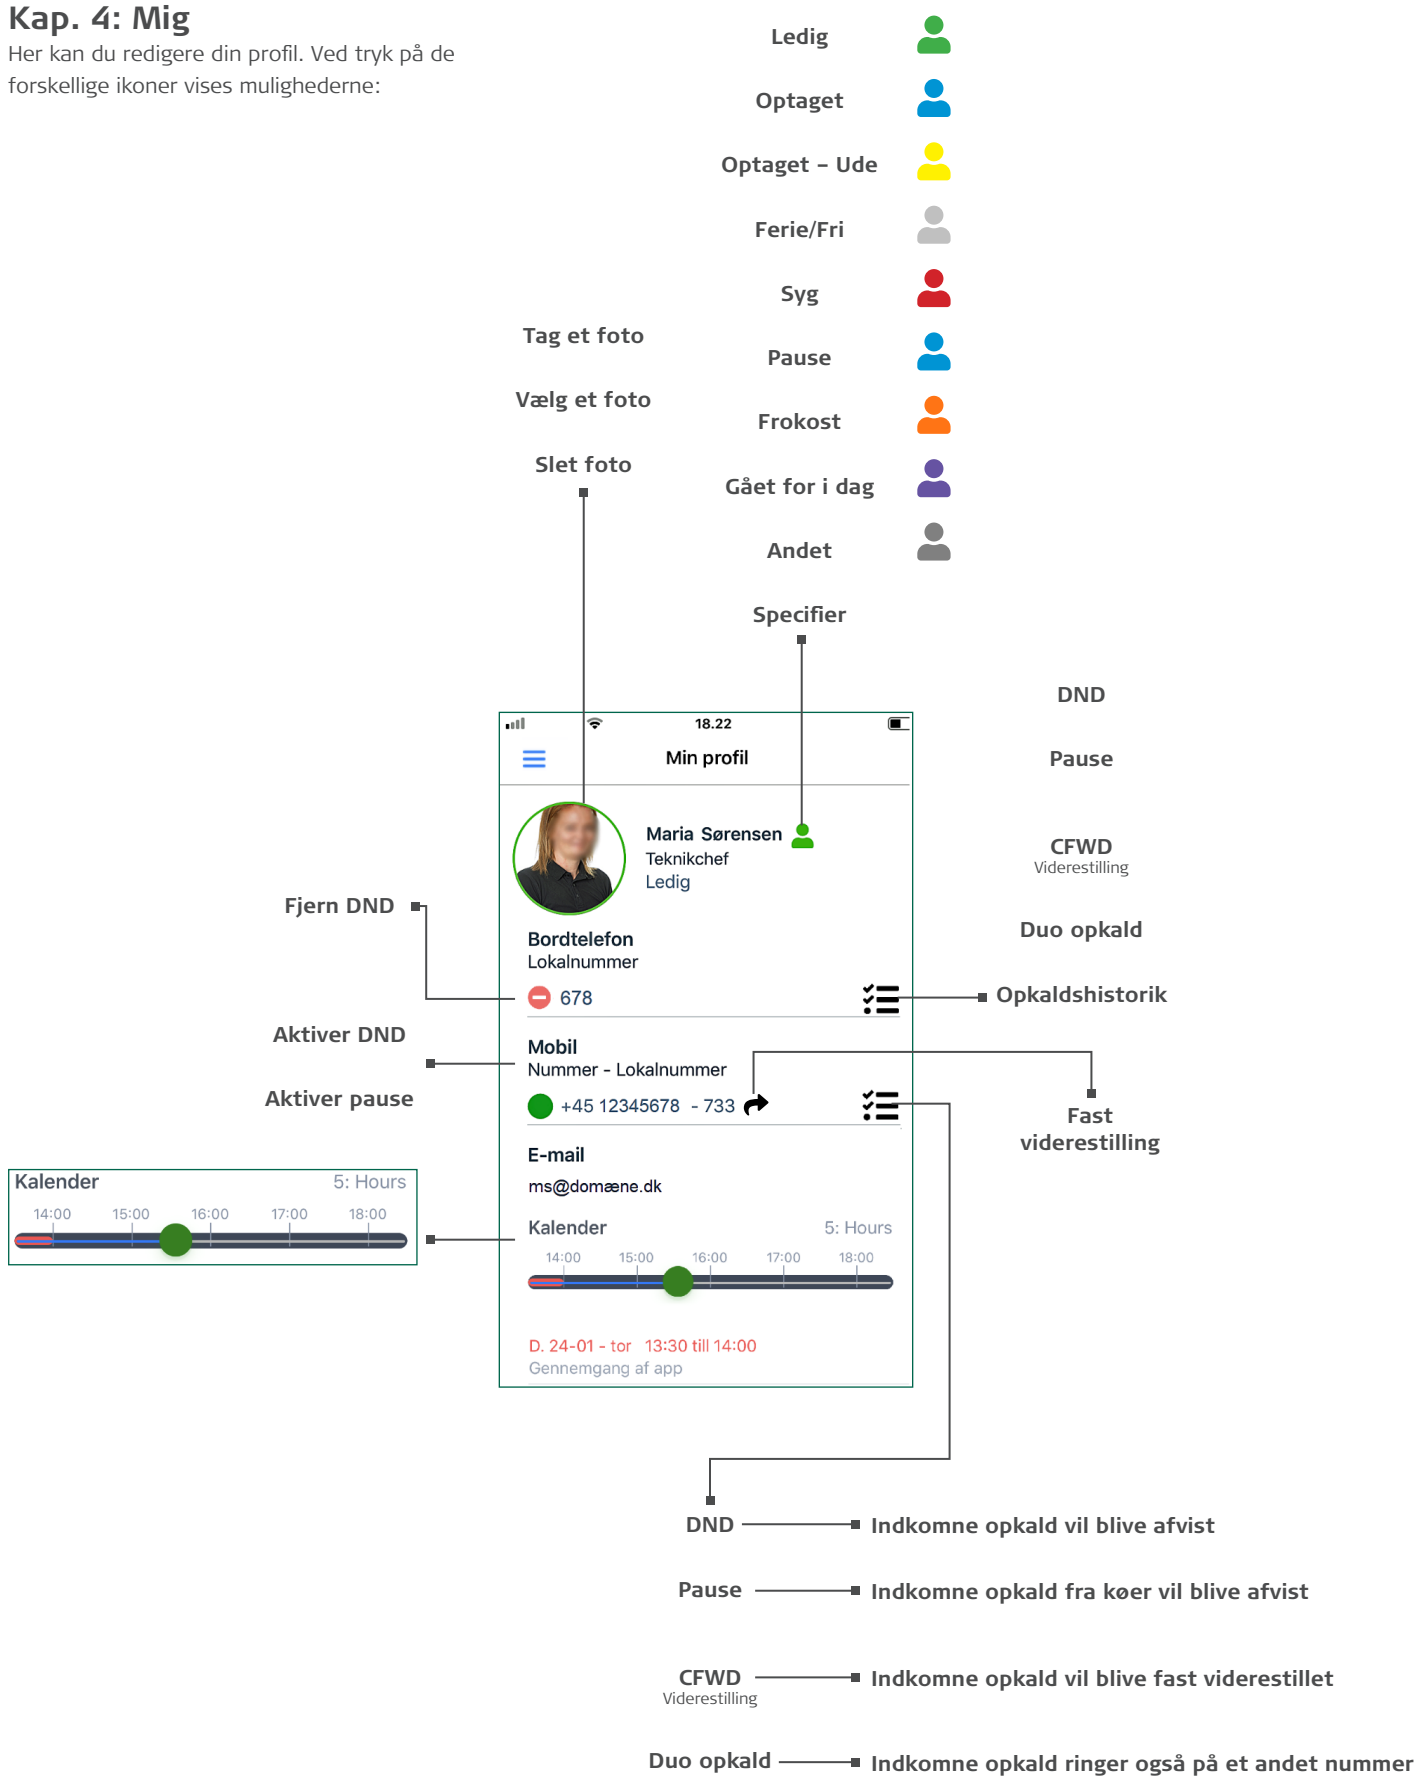 Kap. 4: Mig
Her kan du redigere din profil. Ved tryk på de
forskellige ikoner vises mulighederne:
Ledig
Optaget
Optaget – Ude
Ferie/Fri
Syg
Pause
Frokost
Gået for i dag
Andet
Specifier
Tag et foto
Vælg et foto
Slet foto
DND
Pause
CFWD
Viderestilling
Duo opkald
Opkaldshistorik
Fast
viderestilling
Fjern DND
Aktiver DND
Aktiver pause
Kalender 5: Hours
14:00 15:00 16:00 17:00 18:00
18.22
Min profil
Maria Sørensen
Teknikchef
Ledig
Bordtelefon
Lokalnummer
678
Mobil
Nummer - Lokalnummer
+45 12345678 - 733
E-mail
ms@domæne.dk
Kalender 5: Hours
14:00 15:00 16:00 17:00 18:00
D. 24-01 - tor 13:30 till 14:00
Gennemgang af app
DND Indkomne opkald vil blive afvist
Pause Indkomne opkald fra køer vil blive afvist
CFWD Indkomne opkald vil blive fast viderestillet
Viderestilling
Duo opkald Indkomne opkald ringer også på et andet nummer